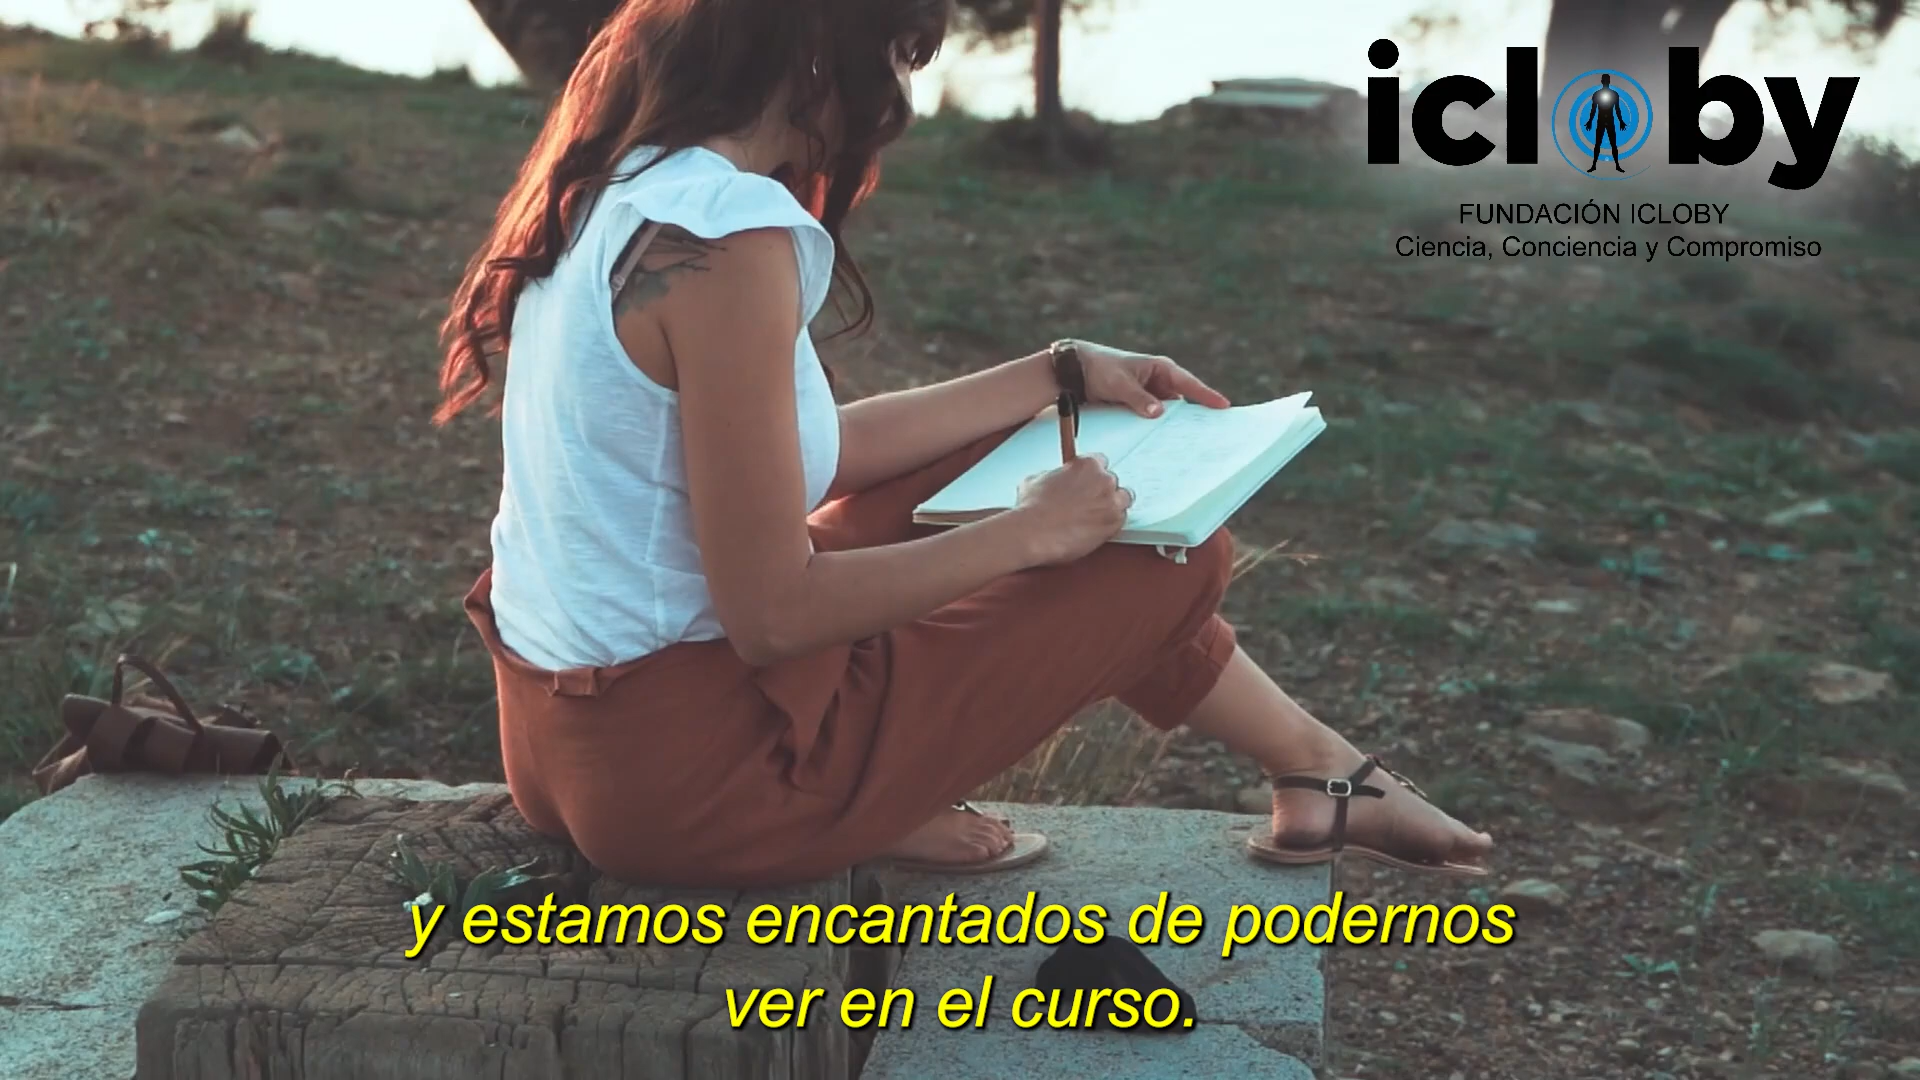 icloby
FUNDACIÓN ICLOBY
Ciencia, Conciencia y Compromiso
y estamos encantados de podernos
ver en el curso.